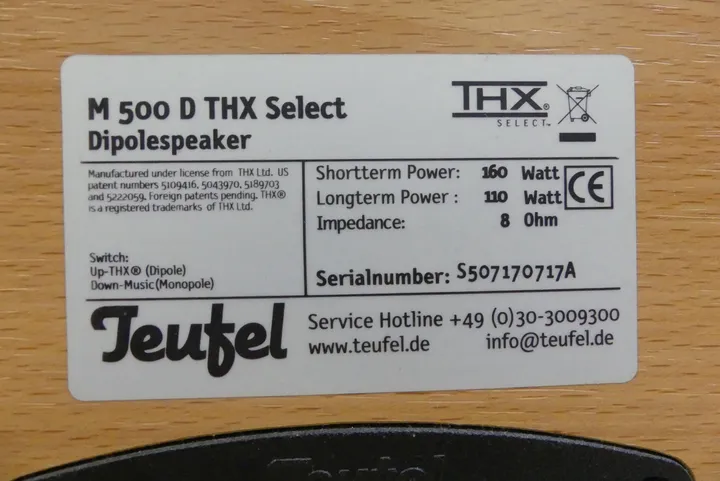 M 500 D THX Select
Dipolespeaker
THX®
SELECT™
Manufactured under license from THX Ltd. US
patent numbers 5109416, 5043970, 5189703
and 5222059. Foreign patents pending. THX®
is a registered trademarks of THX Ltd.
Switch:
Up-THX® (Dipole)
Down-Music(Monopole)
Shortterm Power: 160 Watt
Longterm Power : 110 Watt
Impedance: 8 Ohm
CE
Serialnumber: S507170717A
Teufel
Service Hotline +49 (0)30-3009300
www.teufel.de info@teufel.de
Teufel